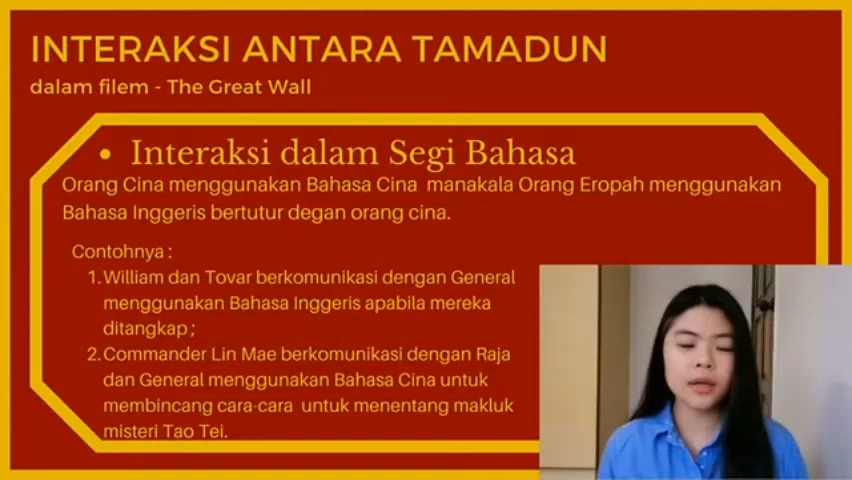 INTERAKSI ANTARA TAMADUN
dalam filem - The Great Wall
• Interaksi dalam Segi Bahasa
Orang Cina menggunakan Bahasa Cina manakala Orang Eropah menggunakan
Bahasa Inggeris bertutur degan orang cina.
Contohnya :
1. William dan Tovar berkomunikasi dengan General
menggunakan Bahasa Inggeris apabila mereka
ditangkap ;
2. Commander Lin Mae berkomunikasi dengan Raja
dan General menggunakan Bahasa Cina untuk
membincang cara-cara untuk menentang makluk
misteri Tao Tei.